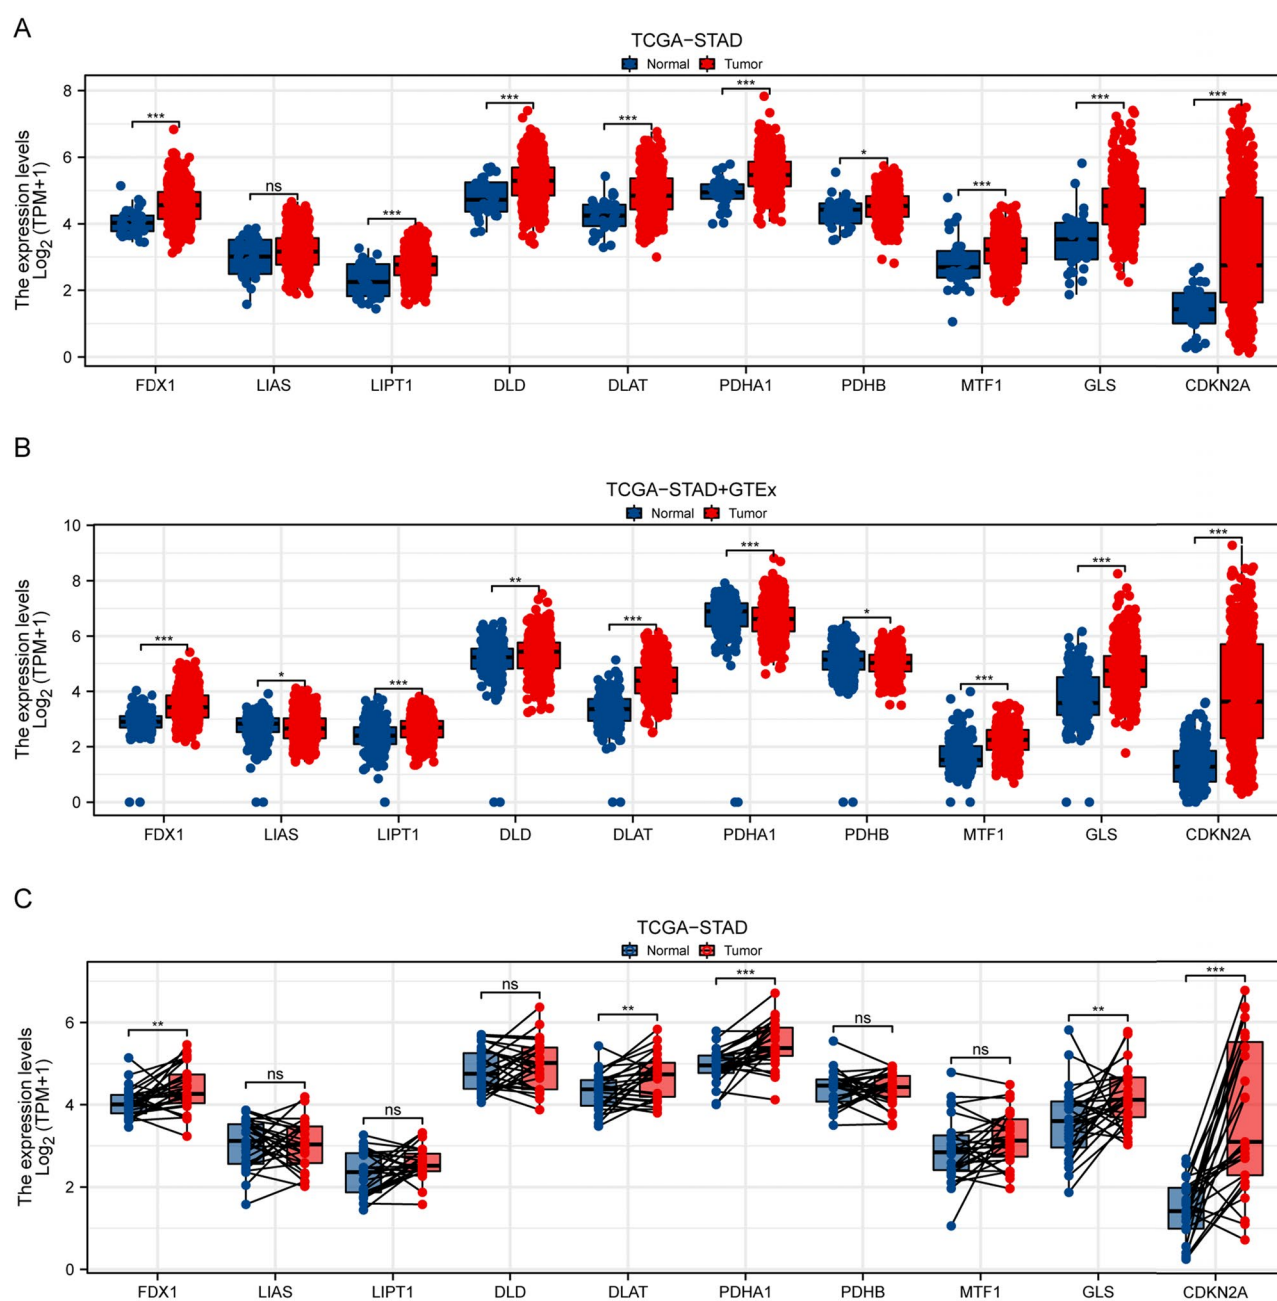 A
TCGA−STAD
Normal Tumor
The expression levels
Log2 (TPM+1)
8
6
4
2
0
*** ns *** *** *** *** * *** *** ***
FDX1 LIAS LIPT1 DLD DLAT PDHA1 PDHB MTF1 GLS CDKN2A
B
TCGA−STAD+GTEx
Normal Tumor
The expression levels
Log2 (TPM+1)
10
8
6
4
2
0
*** * *** ** *** *** * *** *** ***
FDX1 LIAS LIPT1 DLD DLAT PDHA1 PDHB MTF1 GLS CDKN2A
C
TCGA−STAD
Normal Tumor
The expression levels
Log2 (TPM+1)
6
4
2
0
** ns ns ns ** *** ns ns ** ***
FDX1 LIAS LIPT1 DLD DLAT PDHA1 PDHB MTF1 GLS CDKN2A